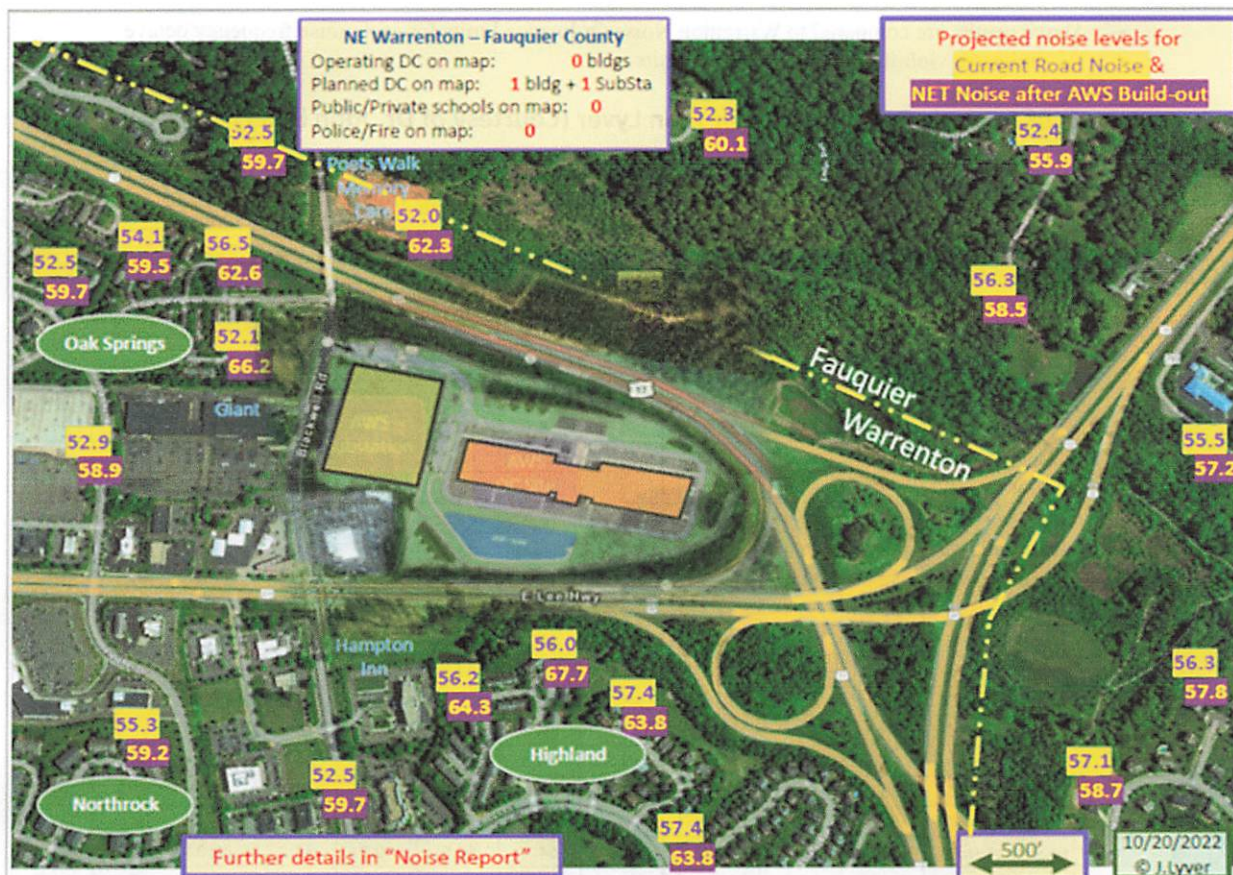 NE Warrenton – Fauquier County
Operating DC on map: 0 bldgs
Planned DC on map: 1 bldg + 1 SubSta
Public/Private schools on map: 0
Police/Fire on map: 0
Projected noise levels for
Current Road Noise &
NET Noise after AWS Build-out
52.5
59.7
52.3
60.1
52.4
55.9
Poets Walk
Memory
Care
52.0
62.3
54.1
59.5
56.5
62.6
52.5
59.7
56.3
58.5
Oak Springs
52.1
66.2
Fauquier
Warrenton
Giant
Blackwell Rd
52.9
58.9
55.5
57.2
E Lee Hwy
Hampton
Inn
56.0
67.7
56.2
64.3
57.4
63.8
56.3
57.8
55.3
59.2
Highland
52.5
59.7
57.1
58.7
Northrock
57.4
63.8
Further details in "Noise Report"
500'
10/20/2022
© J.Lyver